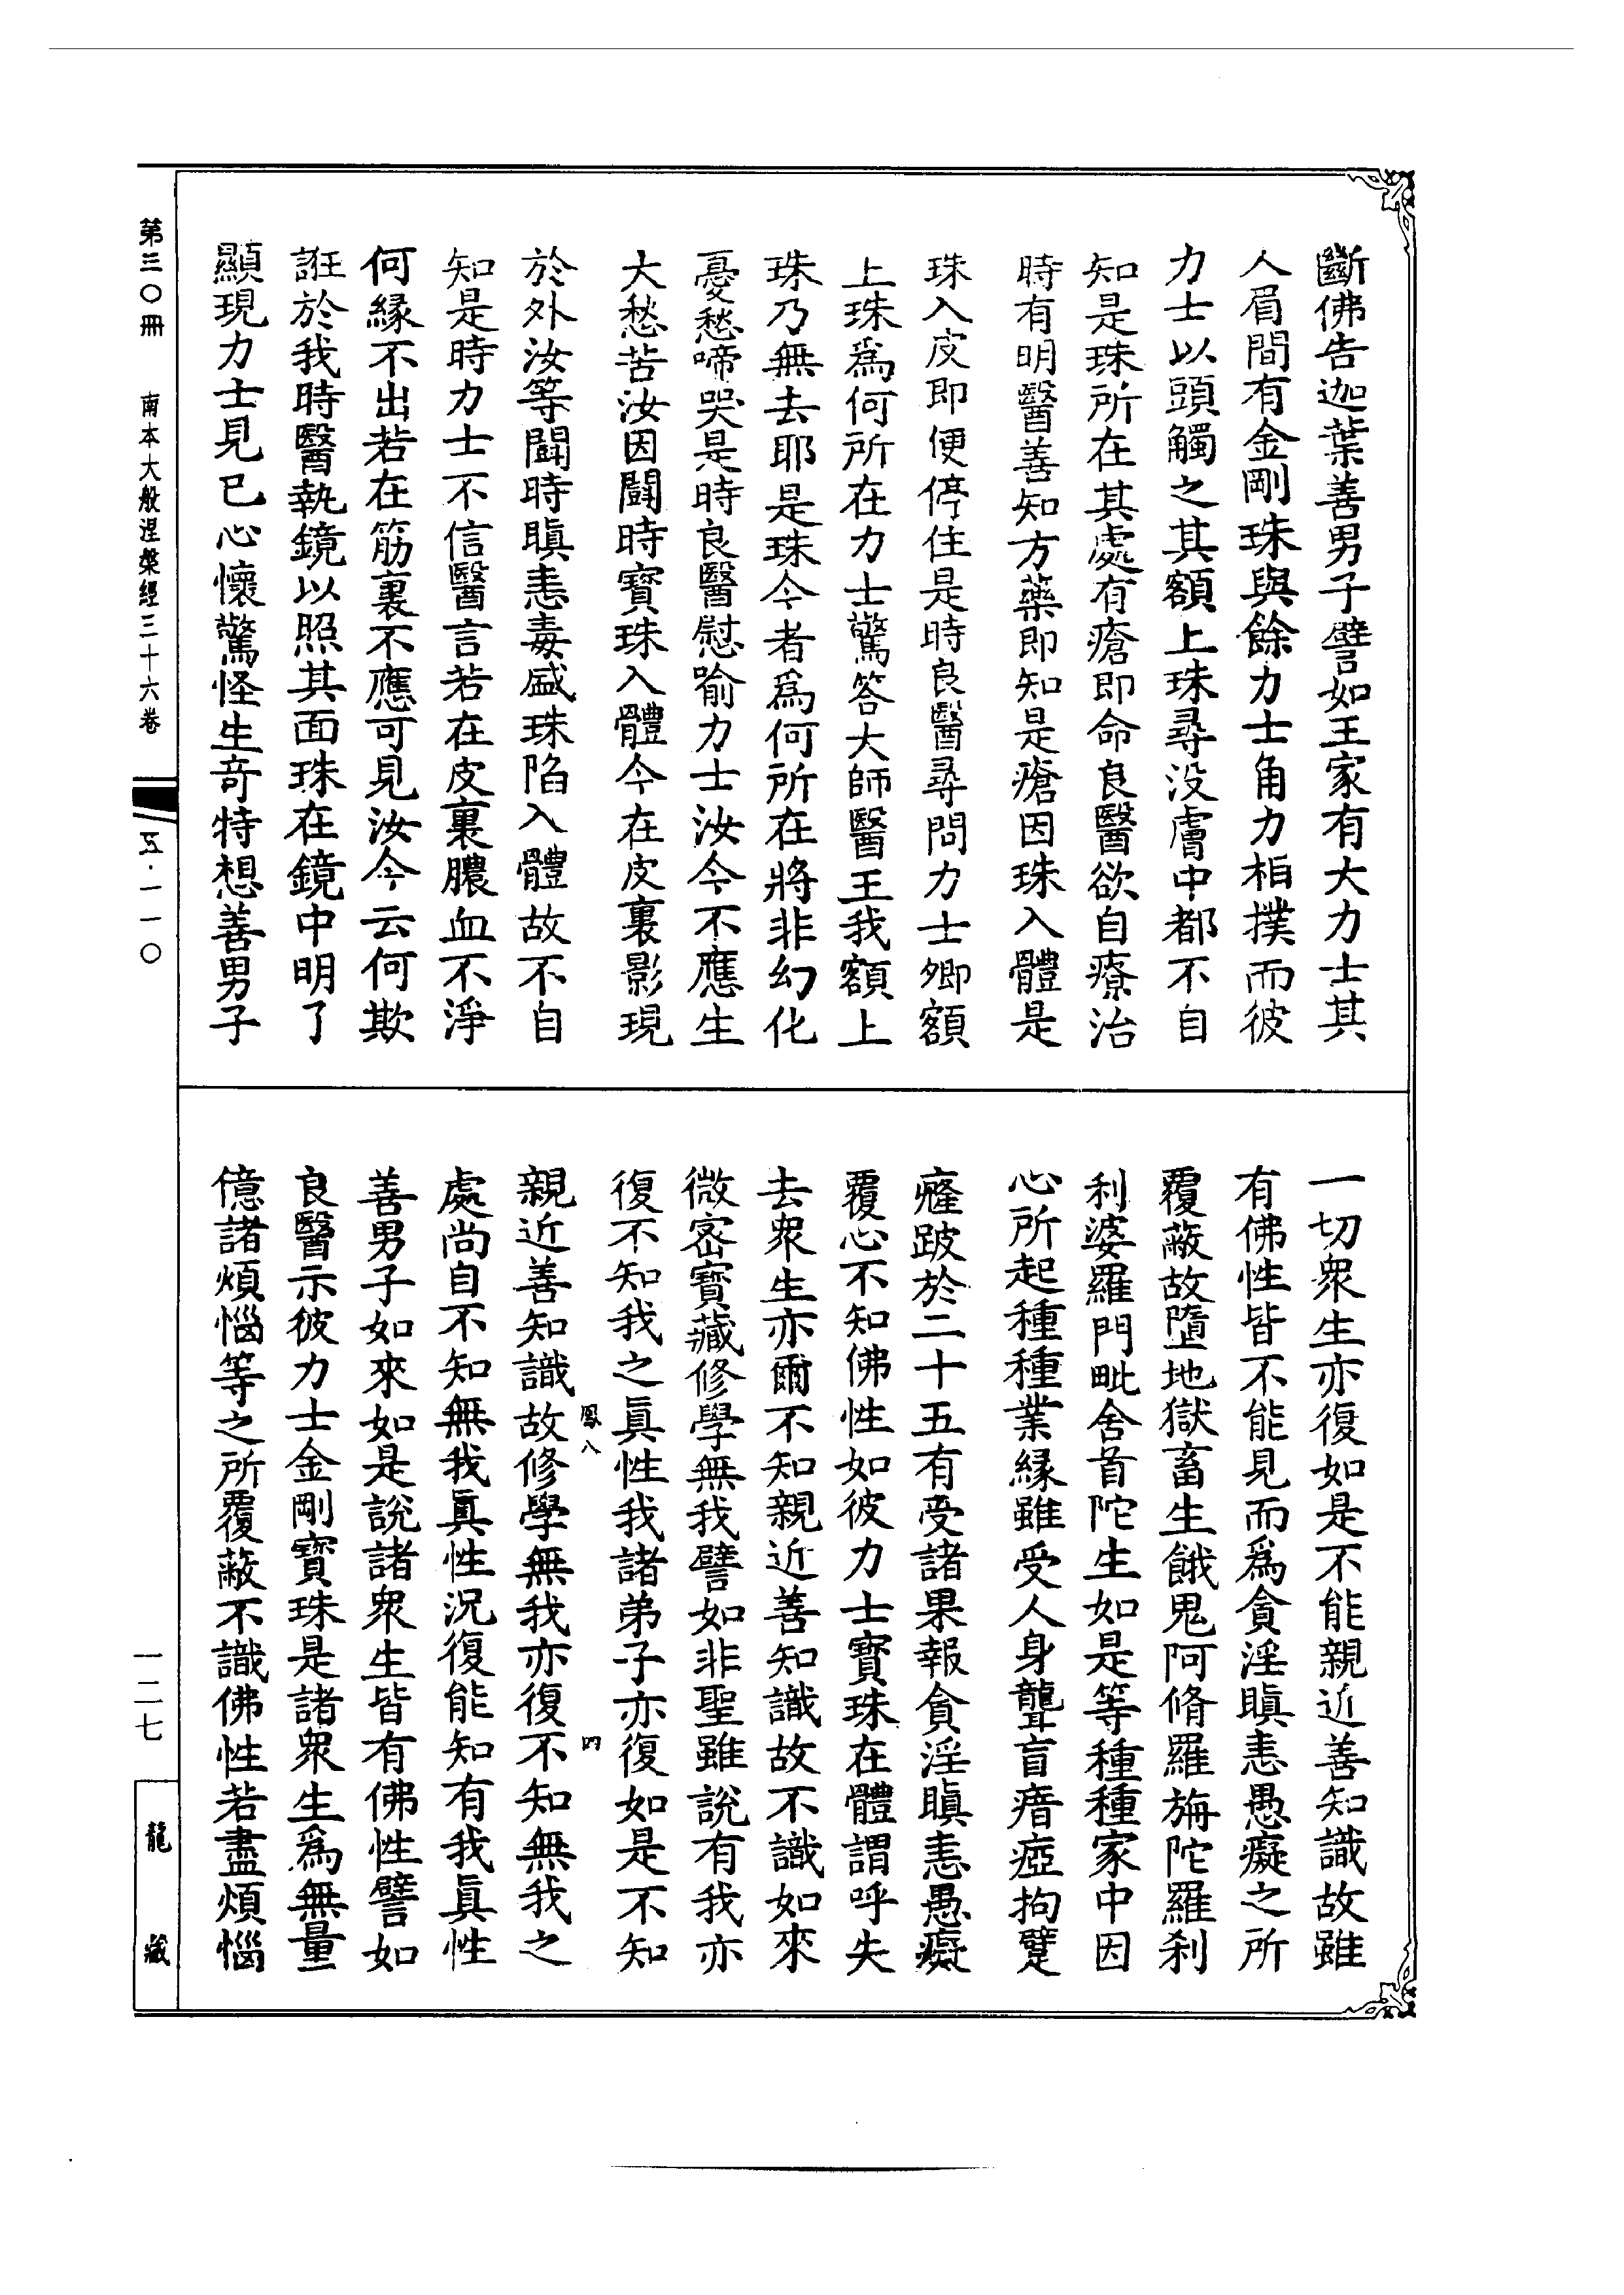 斷佛告迦葉善男子譬如王家有大力士其
人眉間有金剛珠與餘力士角力相撲而彼
力士以頭觸之其額上珠尋没膚中都不自
知是珠所在其處有瘡即命良醫欲自療治
時有明醫善知方藥即知是瘡因珠入體是
珠入皮即便停住是時良醫尋問力士卿額
上珠爲何所在力士驚答大師醫王我額上
珠乃無去耶是珠今者爲何所在將非幻化
憂愁啼哭是時良醫慰喻力士汝今不應生
大愁苦汝因鬪時寶珠入體今在皮裏影現
於外汝等鬪時瞋恚毒盛珠陷入體故不自
知是時力士不信醫言若在皮裏膿血不淨
何緣不出若在筋裏不應可見汝今云何欺
誑於我時醫執鏡以照其面珠在鏡中明了
顯現力士見已心懷驚怪生奇特想善男子
一切衆生亦復如是不能親近善知識故雖
有佛性皆不能見而爲貪淫瞋恚愚癡之所
覆蔽故墮地獄畜生餓鬼阿脩羅旃陀羅刹
利婆羅門毗舍首陀生如是等種種家中因
心所起種種業緣雖受人身聾盲瘖瘂拘躄
癃跛於二十五有受諸果報貪淫瞋恚愚癡
覆心不知佛性如彼力士寶珠在體謂呼失
去衆生亦爾不知親近善知識故不識如來
微密寶藏修學無我譬如非聖雖說有我亦
復不知我之眞性我諸弟子亦復如是不知
鳳八
四
親近善知識故修學無我亦復不知無我之
處尚自不知無我眞性況復能知有我眞性
善男子如來如是說諸衆生皆有佛性譬如
良醫示彼力士金剛寶珠是諸衆生爲無量
億諸煩惱等之所覆蔽不識佛性若盡煩惱
第三〇冊
南本大般涅槃經三十六卷
五·一一〇
一二七
龍藏